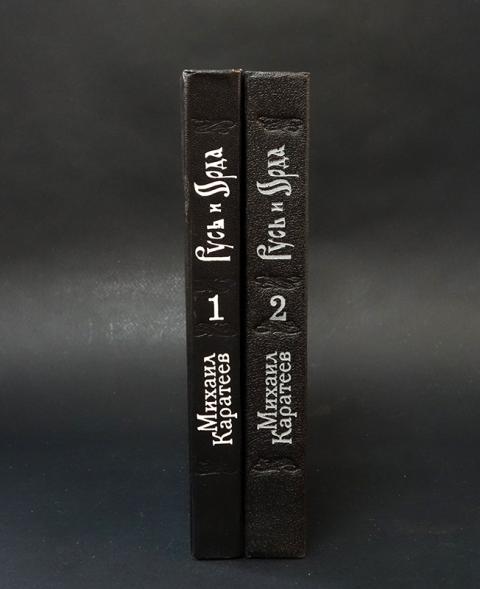 Русь и Орда
1
Михаил
Каратеев
Русь и Орда
2
Михаил
Каратеев